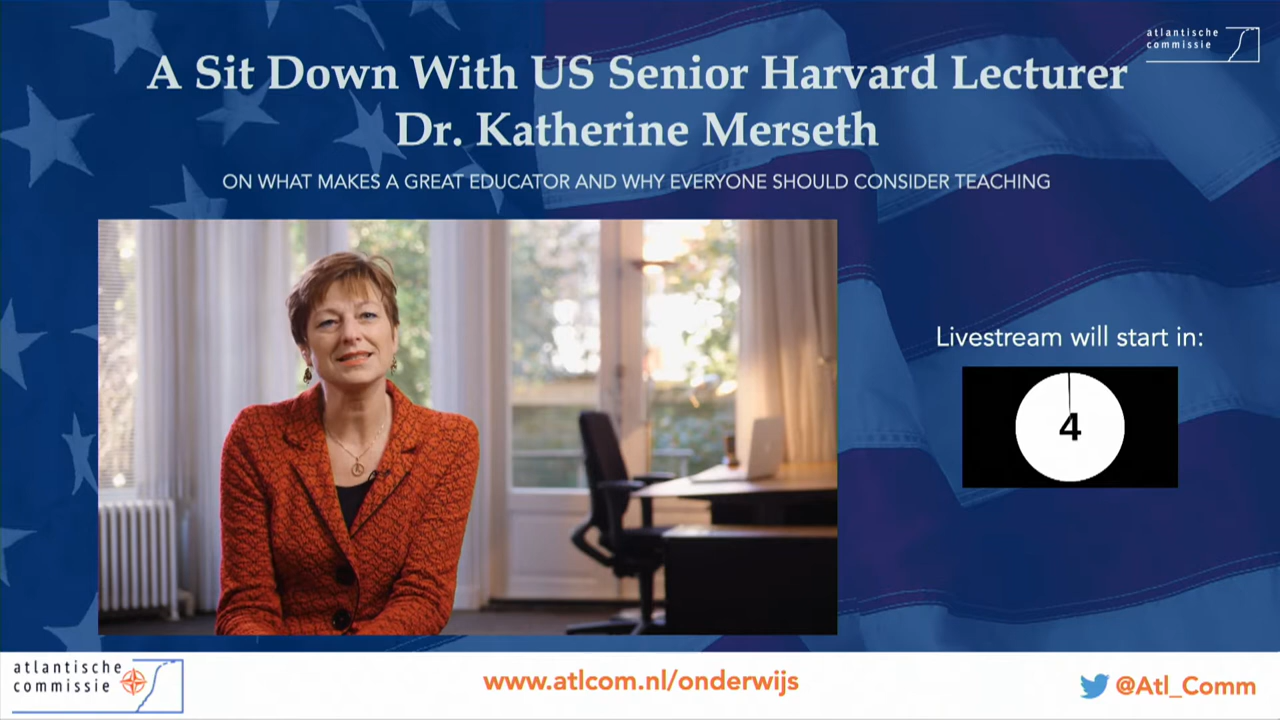 atlantische
commissie
A Sit Down With US Senior Harvard Lecturer
Dr. Katherine Merseth
ON WHAT MAKES A GREAT EDUCATOR AND WHY EVERYONE SHOULD CONSIDER TEACHING
Livestream will start in:
4
atlantische
commissie
www.atlcom.nl/onderwijs
@Atl_Comm